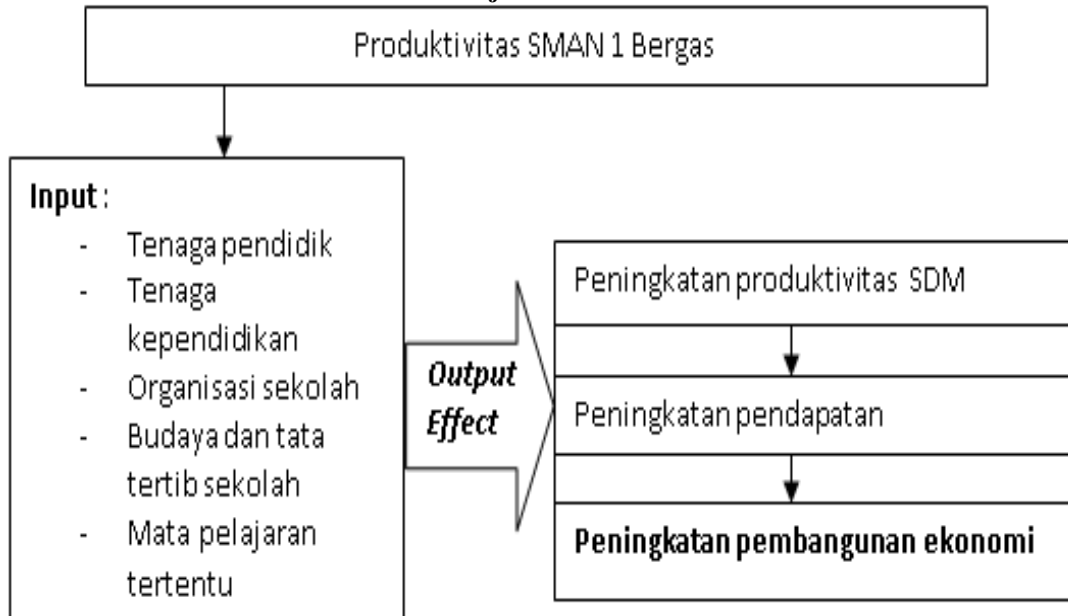 Produktivitas SMAN 1 Bergas
Input :
- Tenaga pendidik
- Tenaga
kependidikan
- Organisasi sekolah
- Budaya dan tata
tertib sekolah
- Mata pelajaran
tertentu
Output
Effect
Peningkatan produktivitas SDM
Peningkatan pendapatan
Peningkatan pembangunan ekonomi